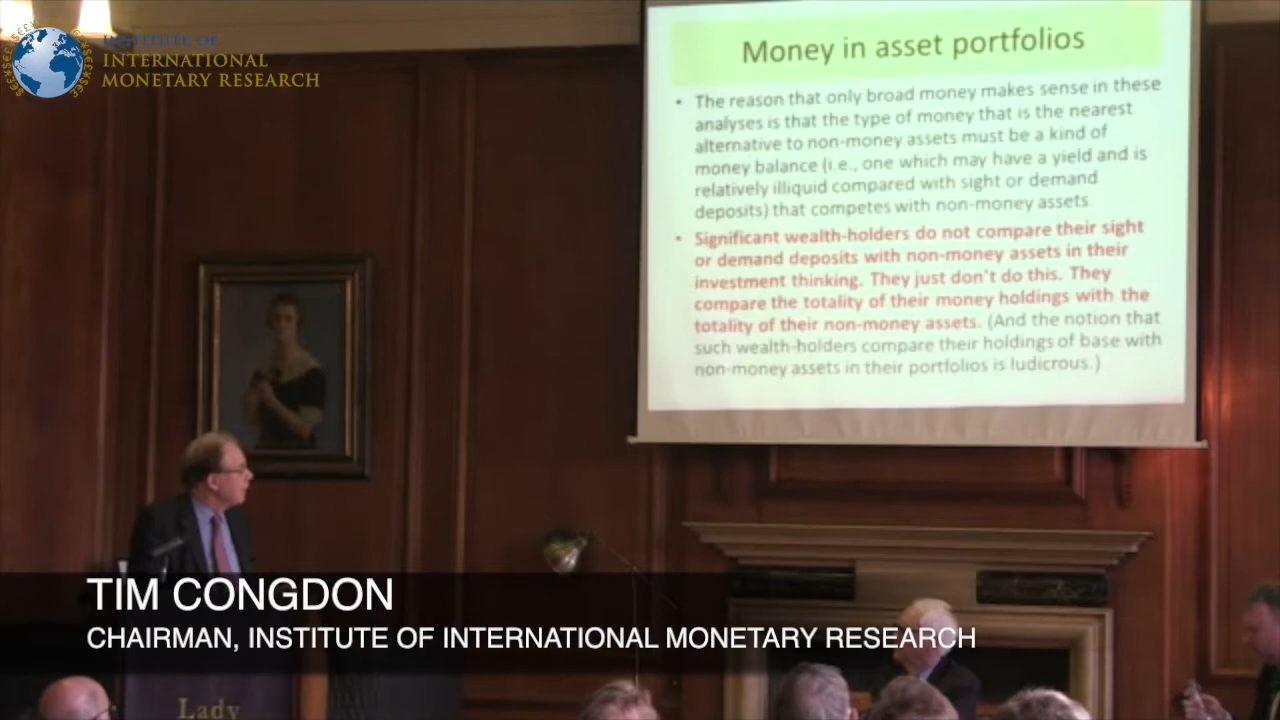 INSTITUTE OF
INTERNATIONAL
MONETARY RESEARCH
Money in asset portfolios
• The reason that only broad money makes sense in these
analyses is that the type of money that is the nearest
alternative to non-money assets must be a kind of
money balance (i.e., one which may have a yield and is
relatively illiquid compared with sight or demand
deposits) that competes with non-money assets.
• Significant wealth-holders do not compare their sight
or demand deposits with non-money assets in their
investment thinking. They just don't do this. They
compare the totality of their money holdings with the
totality of their non-money assets. (And the notion that
such wealth-holders compare their holdings of base with
non-money assets in their portfolios is ludicrous.)
TIM CONGDON
CHAIRMAN, INSTITUTE OF INTERNATIONAL MONETARY RESEARCH
Lady